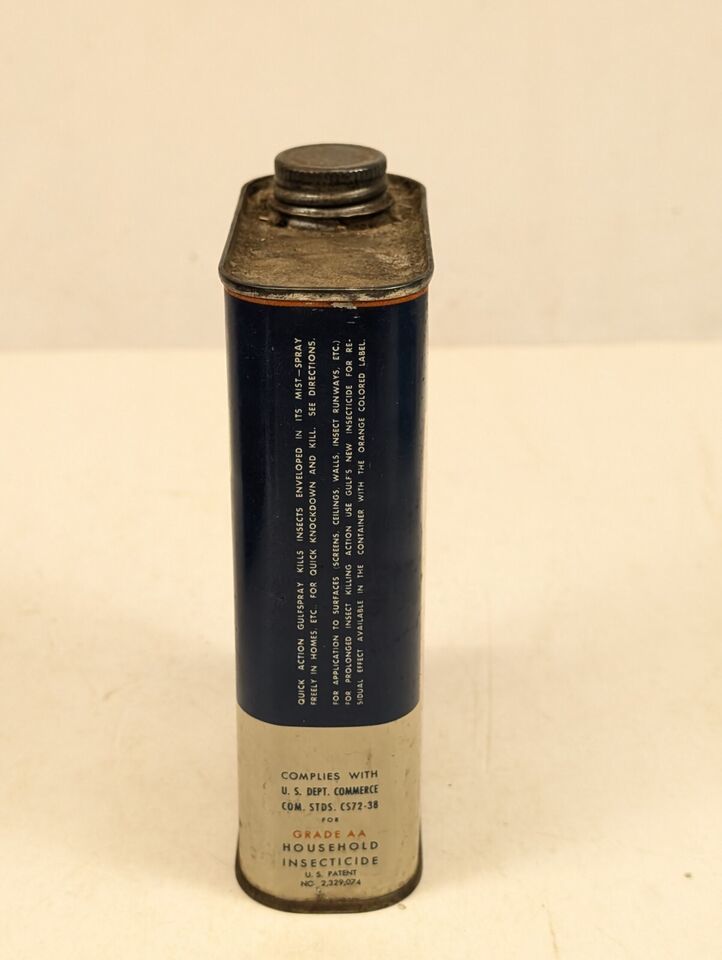 QUICK ACTION GULFSPRAY KILLS INSECTS ENVELOPED IN ITS MIST—SPRAY
FREELY IN HOMES, ETC., FOR QUICK KNOCKDOWN AND KILL. SEE DIRECTIONS.
FOR APPLICATION TO SURFACES (SCREENS, CEILINGS, WALLS, INSECT RUNWAYS, ETC.)
FOR PROLONGED INSECT KILLING ACTION USE GULF'S NEW INSECTICIDE FOR RE-
SIDUAL EFFECT AVAILABLE IN THE CONTAINER WITH THE ORANGE COLORED LABEL.
COMPLIES WITH
U. S. DEPT. COMMERCE
COM. STDS. CS72-38
FOR
GRADE AA
HOUSEHOLD
INSECTICIDE
U. S. PATENT
NO. 2,329,074